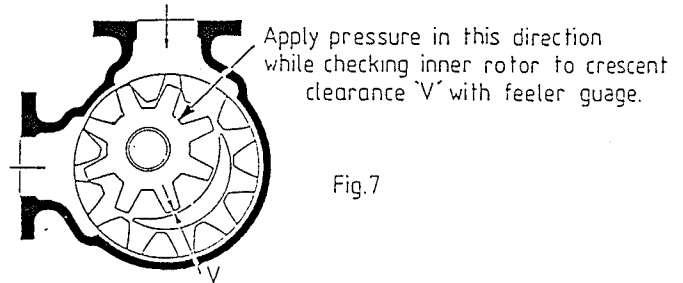 Apply pressure in this direction
while checking inner rotor to crescent
clearance `V´ with feeler guage.
Fig.7
V